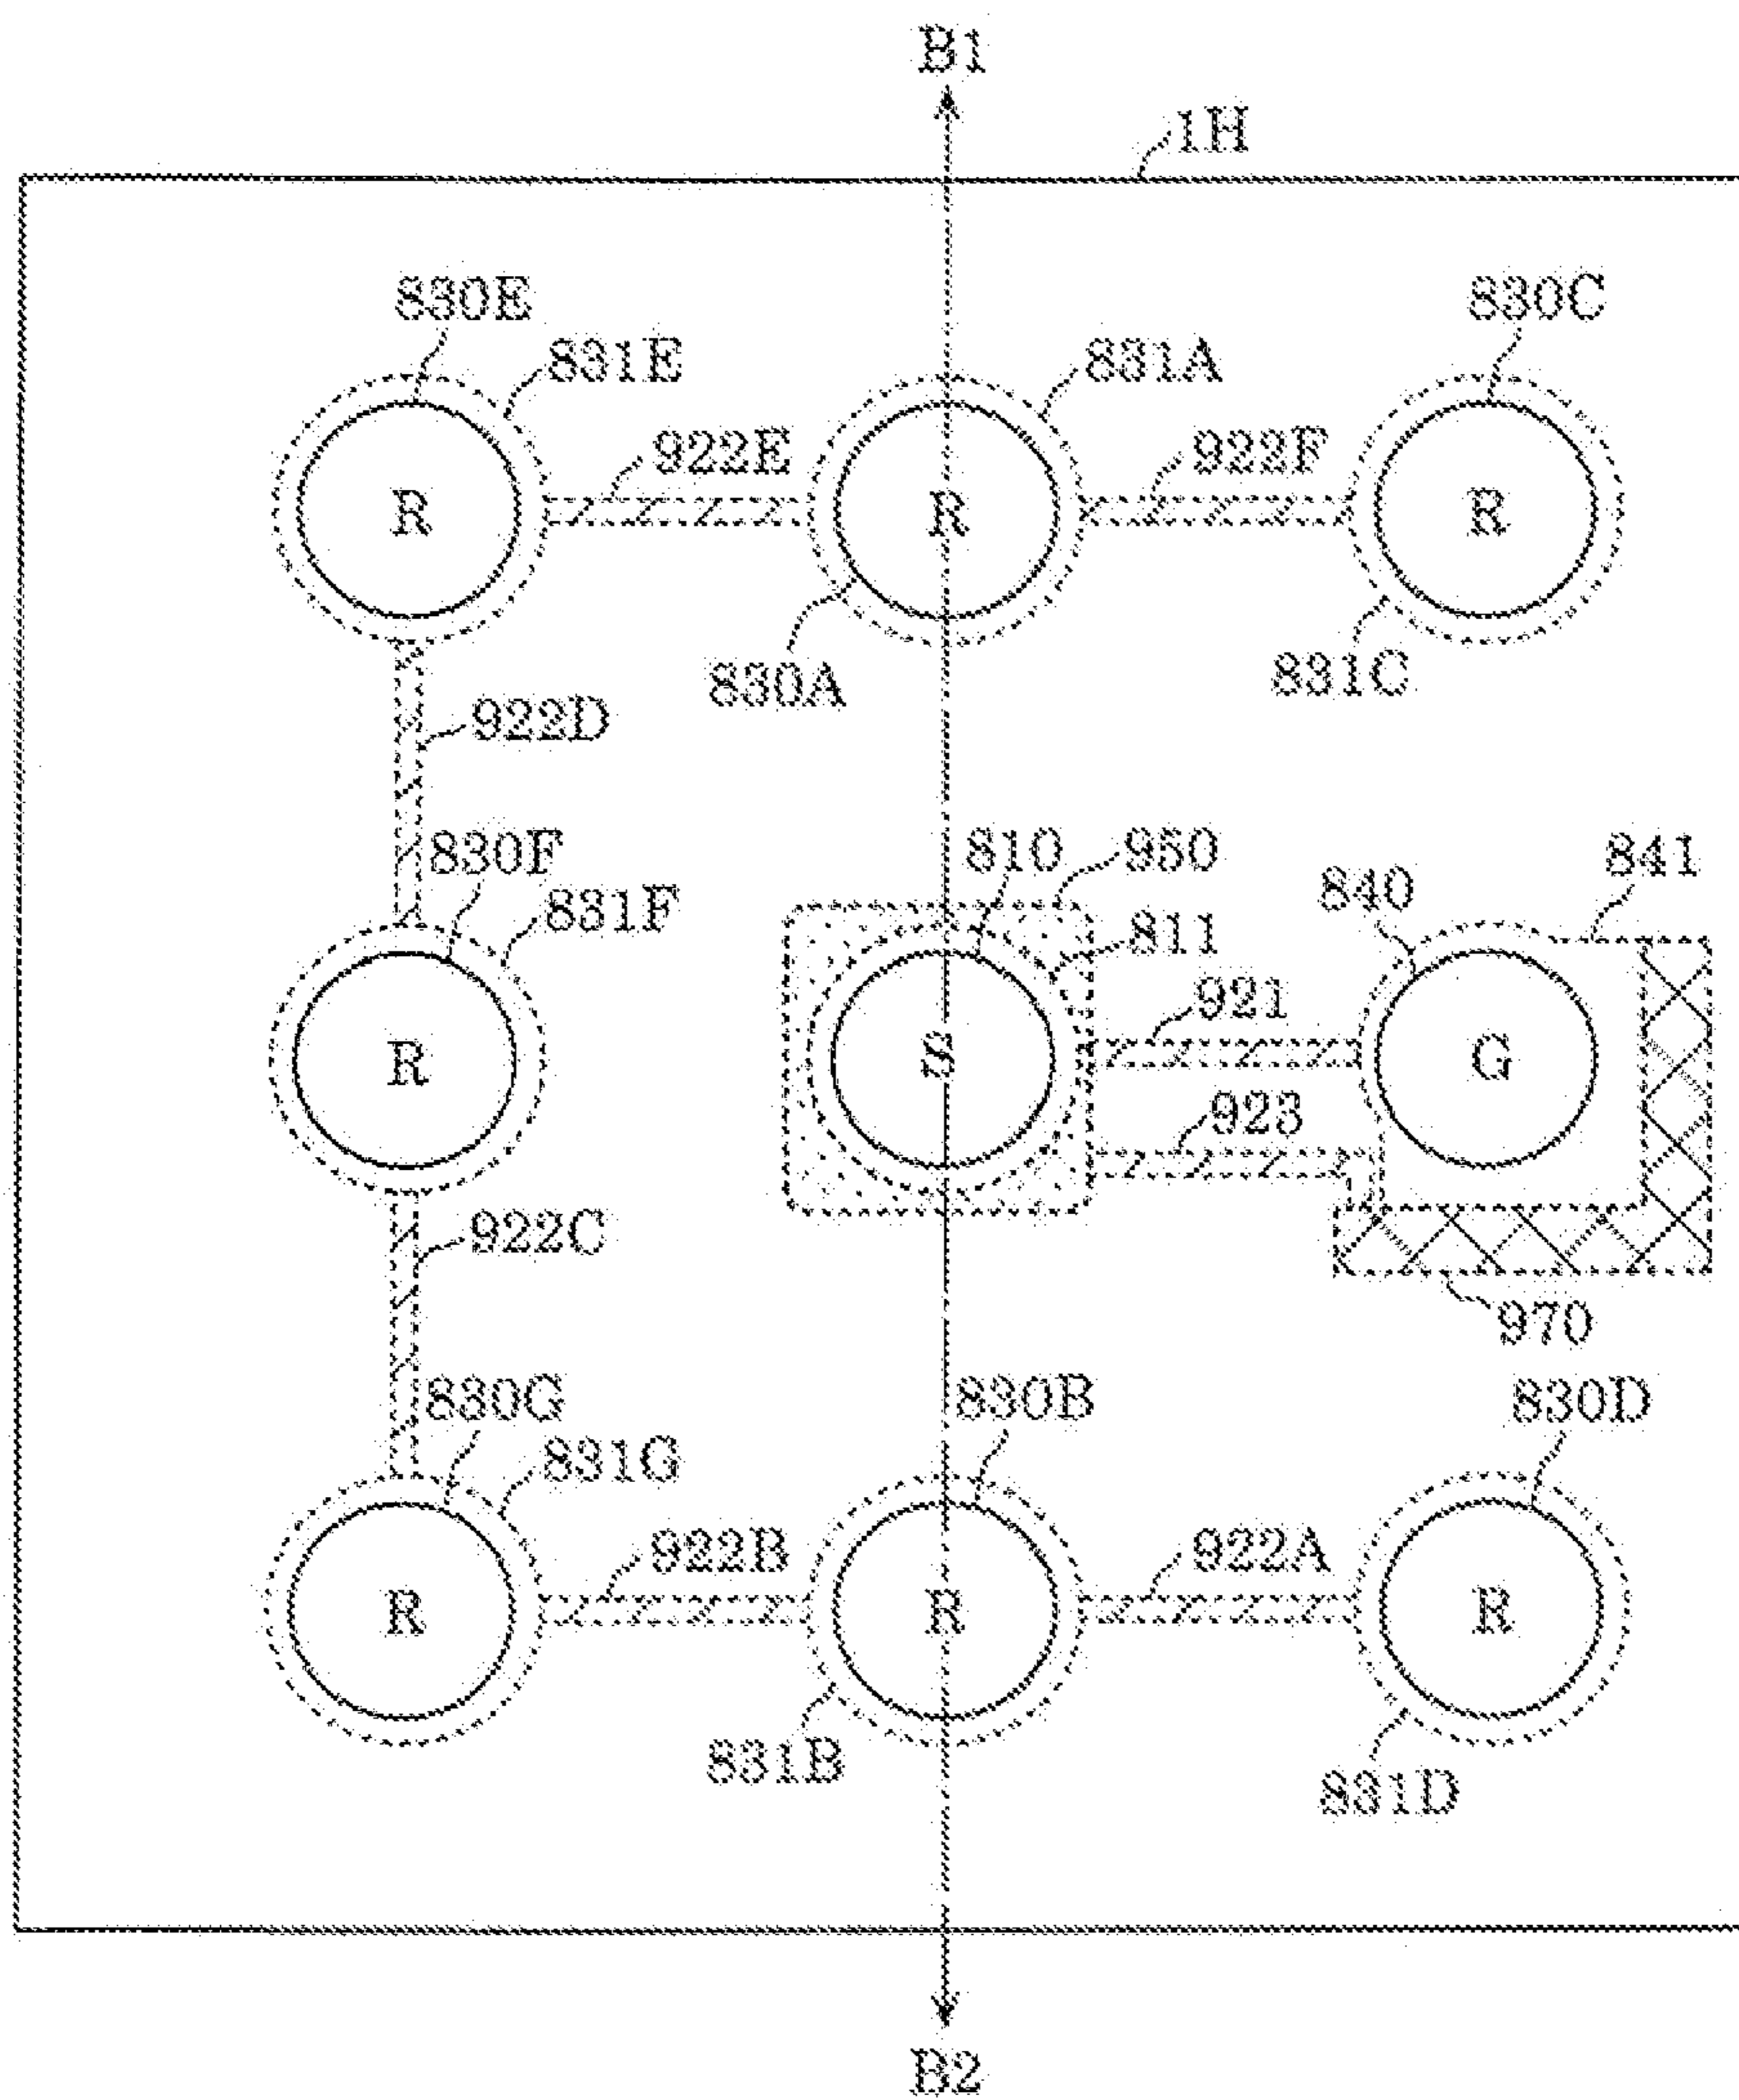 B1
1H
830E
830C
831E
831A
922E
922F
R
R
R
830A
831C
922D
830F
810
950
841
831F
840
811
921
R
S
G
923
922C
970
830G
830B
830D
831G
922B
922A
R
R
R
831B
831D
B2